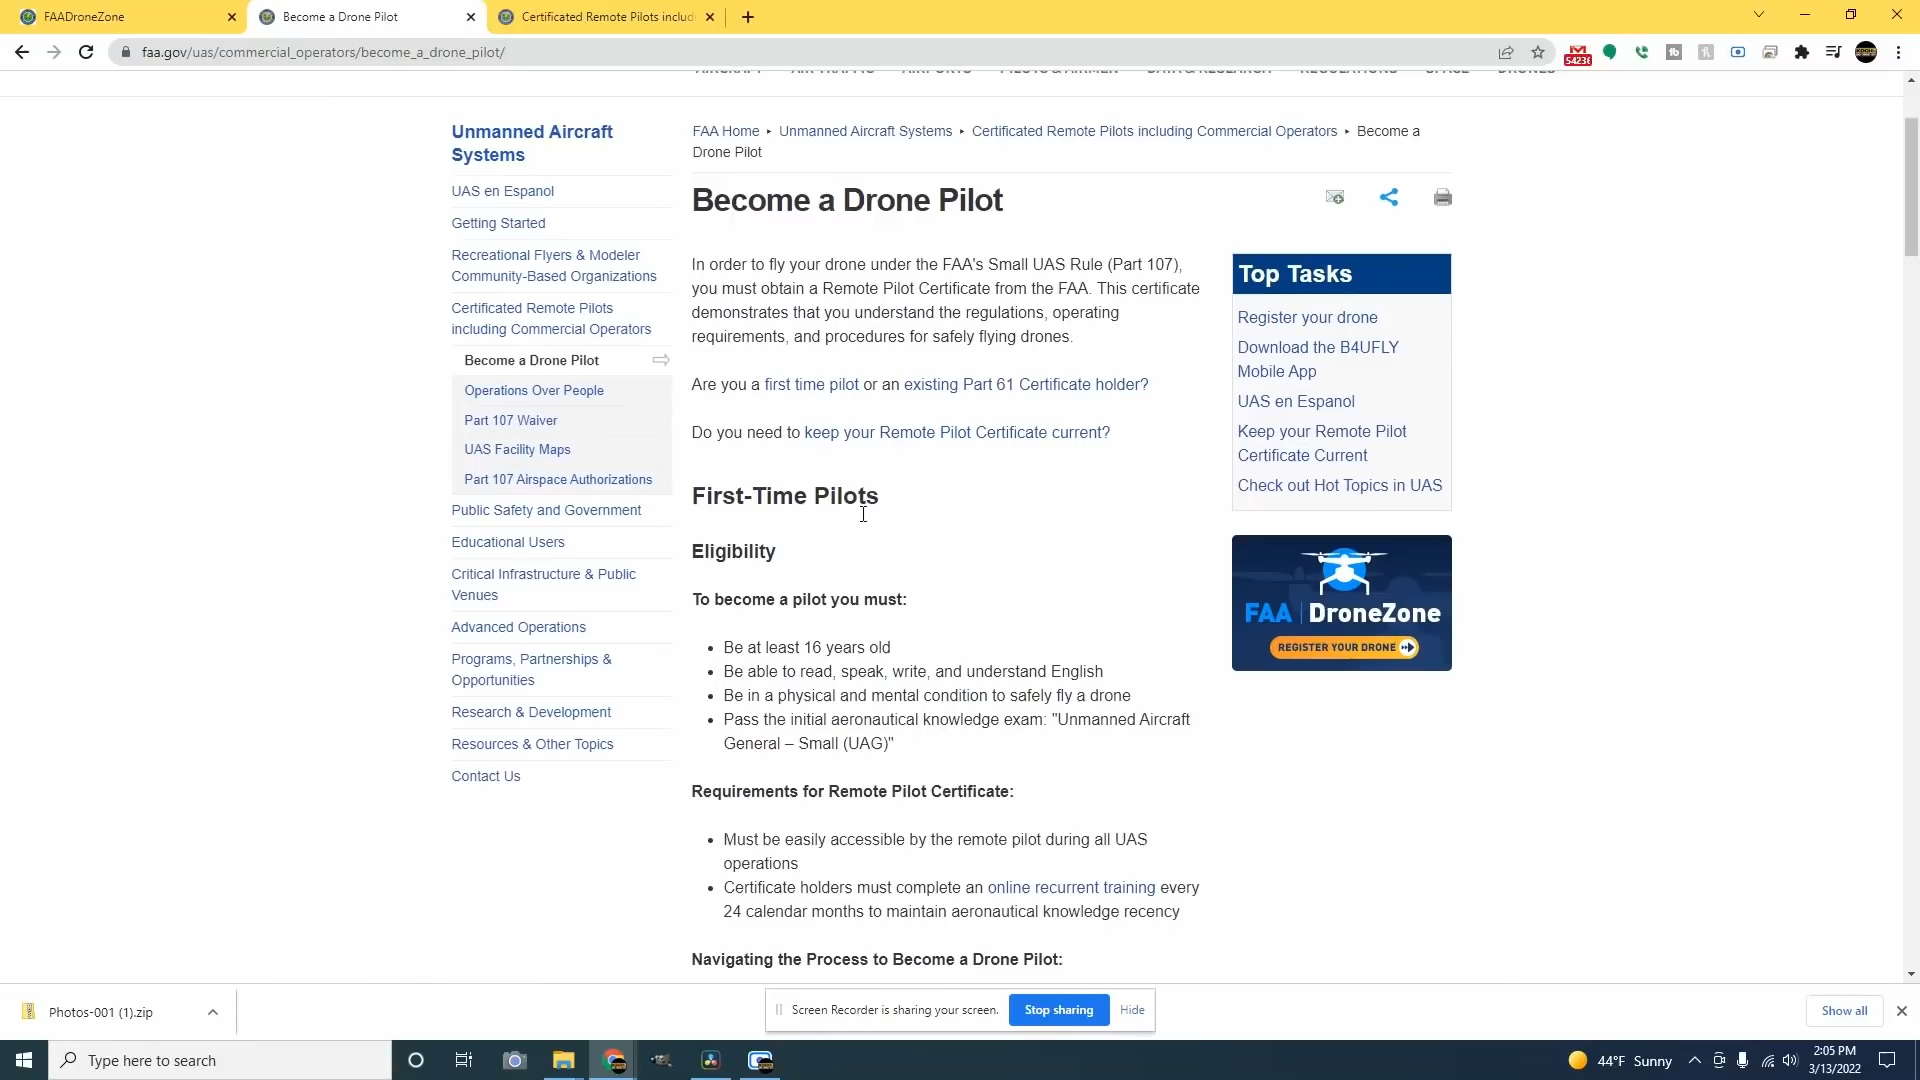 FAADroneZone
Become a Drone Pilot
Certificated Remote Pilots includ
faa.gov/uas/commercial_operators/become_a_drone_pilot/
5423
Unmanned Aircraft
Systems
UAS en Espanol
Getting Started
Recreational Flyers & Modeler
Community-Based Organizations
Certificated Remote Pilots
including Commercial Operators
Become a Drone Pilot
Operations Over People
Part 107 Waiver
UAS Facility Maps
Part 107 Airspace Authorizations
Public Safety and Government
Educational Users
Critical Infrastructure & Public
Venues
Advanced Operations
Programs, Partnerships &
Opportunities
Research & Development
Resources & Other Topics
Contact Us
FAA Home ▸ Unmanned Aircraft Systems ▸ Certificated Remote Pilots including Commercial Operators ▸ Become a
Drone Pilot
Become a Drone Pilot
In order to fly your drone under the FAA's Small UAS Rule (Part 107),
you must obtain a Remote Pilot Certificate from the FAA. This certificate
demonstrates that you understand the regulations, operating
requirements, and procedures for safely flying drones.
Are you a first time pilot or an existing Part 61 Certificate holder?
Do you need to keep your Remote Pilot Certificate current?
First-Time Pilots
Eligibility
To become a pilot you must:
• Be at least 16 years old
• Be able to read, speak, write, and understand English
• Be in a physical and mental condition to safely fly a drone
• Pass the initial aeronautical knowledge exam: "Unmanned Aircraft
General – Small (UAG)"
Requirements for Remote Pilot Certificate:
• Must be easily accessible by the remote pilot during all UAS
operations
• Certificate holders must complete an online recurrent training every
24 calendar months to maintain aeronautical knowledge recency
Navigating the Process to Become a Drone Pilot:
Top Tasks
Register your drone
Download the B4UFLY
Mobile App
UAS en Espanol
Keep your Remote Pilot
Certificate Current
Check out Hot Topics in UAS
FAA DroneZone
REGISTER YOUR DRONE
Photos-001 (1).zip
Screen Recorder is sharing your screen.
Stop sharing
Hide
Show all
Type here to search
44°F Sunny
2:05 PM
3/13/2022